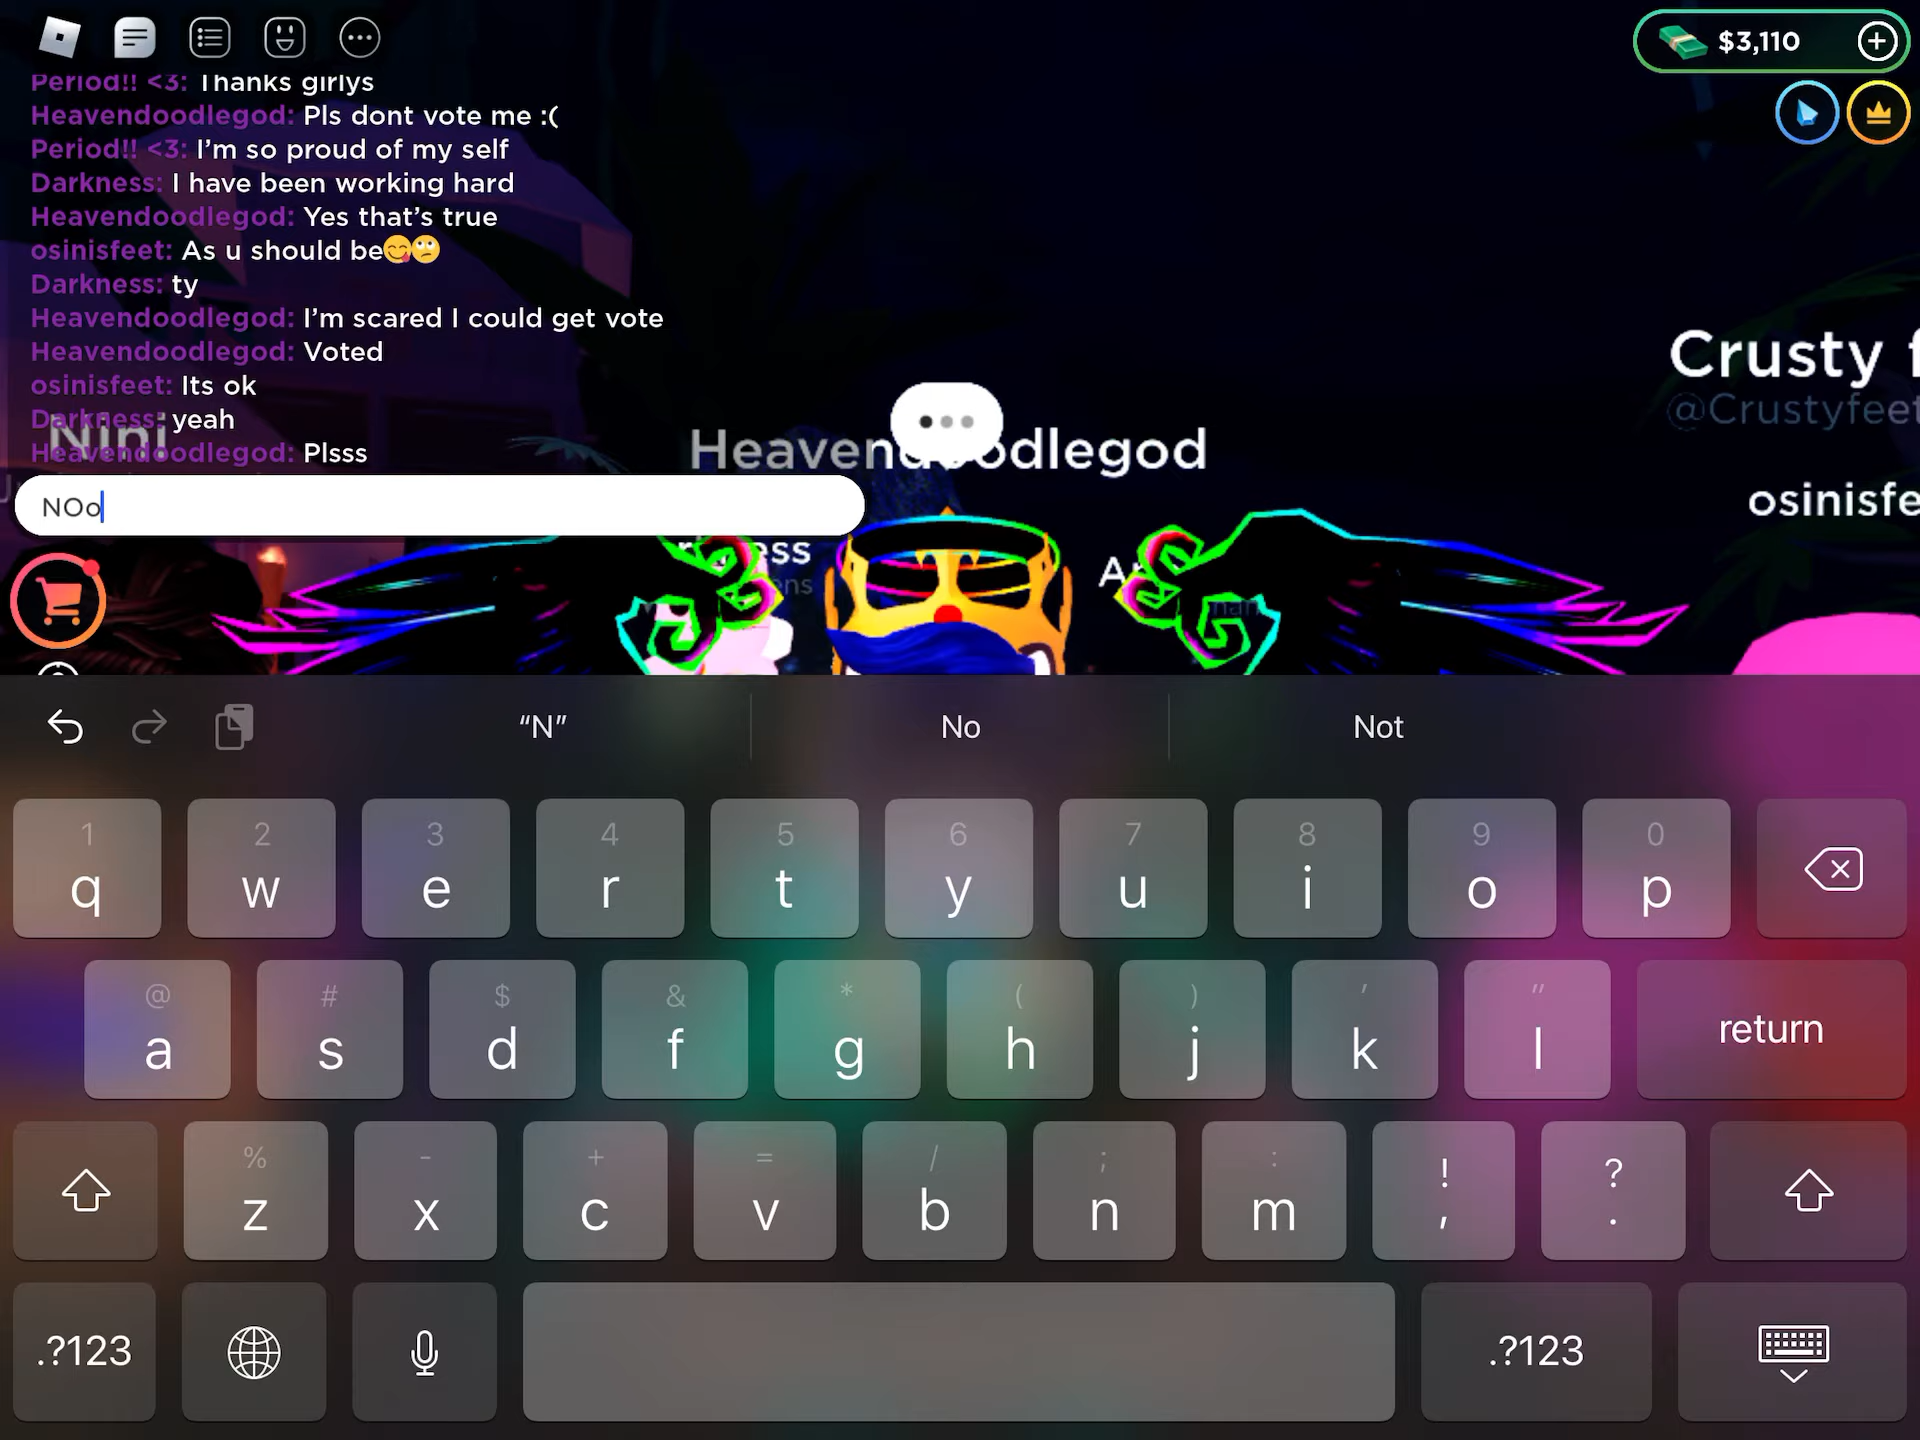 $3,110
Period!! <3: Thanks girlys
Heavendoodlegod: Pls dont vote me :(
Period!! <3: I'm so proud of my self
Darkness: I have been working hard
Heavendoodlegod: Yes that's true
osinisfeet: As u should be😋🙄
Darkness: ty
Heavendoodlegod: I'm scared I could get vote
Heavendoodlegod: Voted
osinisfeet: Its ok
Darkness: yeah
Heavendoodlegod: Plsss
Nini
Heavendoodlegod
Crusty f
@Crustyfeet
osinisfe
NOo
"N" No Not
1 2 3 4 5 6 7 8 9 0
q w e r t y u i o p
@ # $ & * ( ) ' "
a s d f g h j k l return
% - + = / ; : ! ?
z x c v b n m , .
.?123 .?123